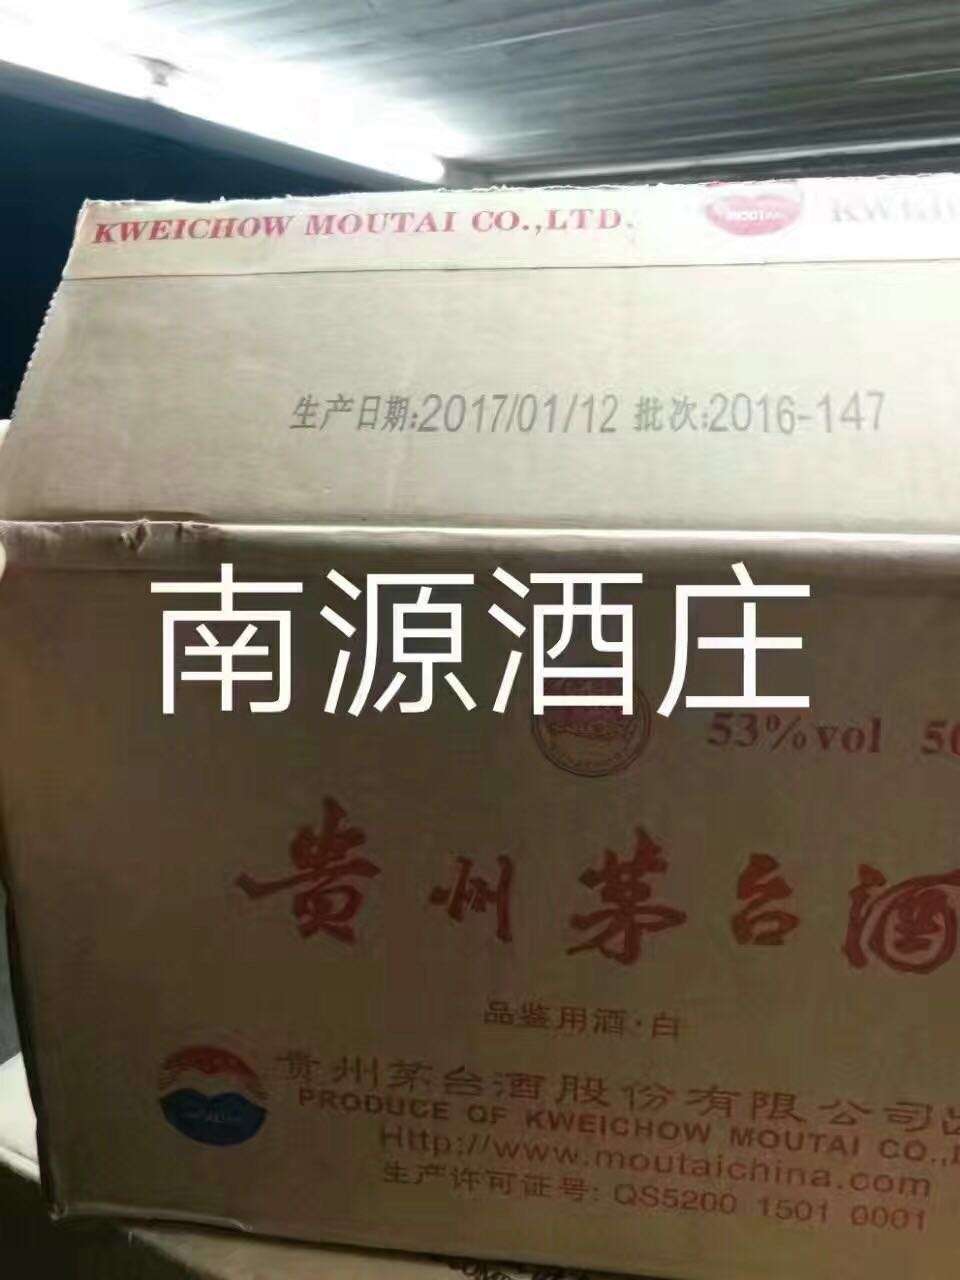 KWEICHOW MOUTAI CO.,LTD.
生产日期:2017/01/12 批次:2016-147
南源酒庄
53%vol
贵州茅台酒
品鉴用酒·白
贵州茅台酒股份有限公司出
PRODUCE OF KWEICHOW MOUTAI CO.,
Http://www.moutaichina.com
生产许可证号: QS5200 1501 0001